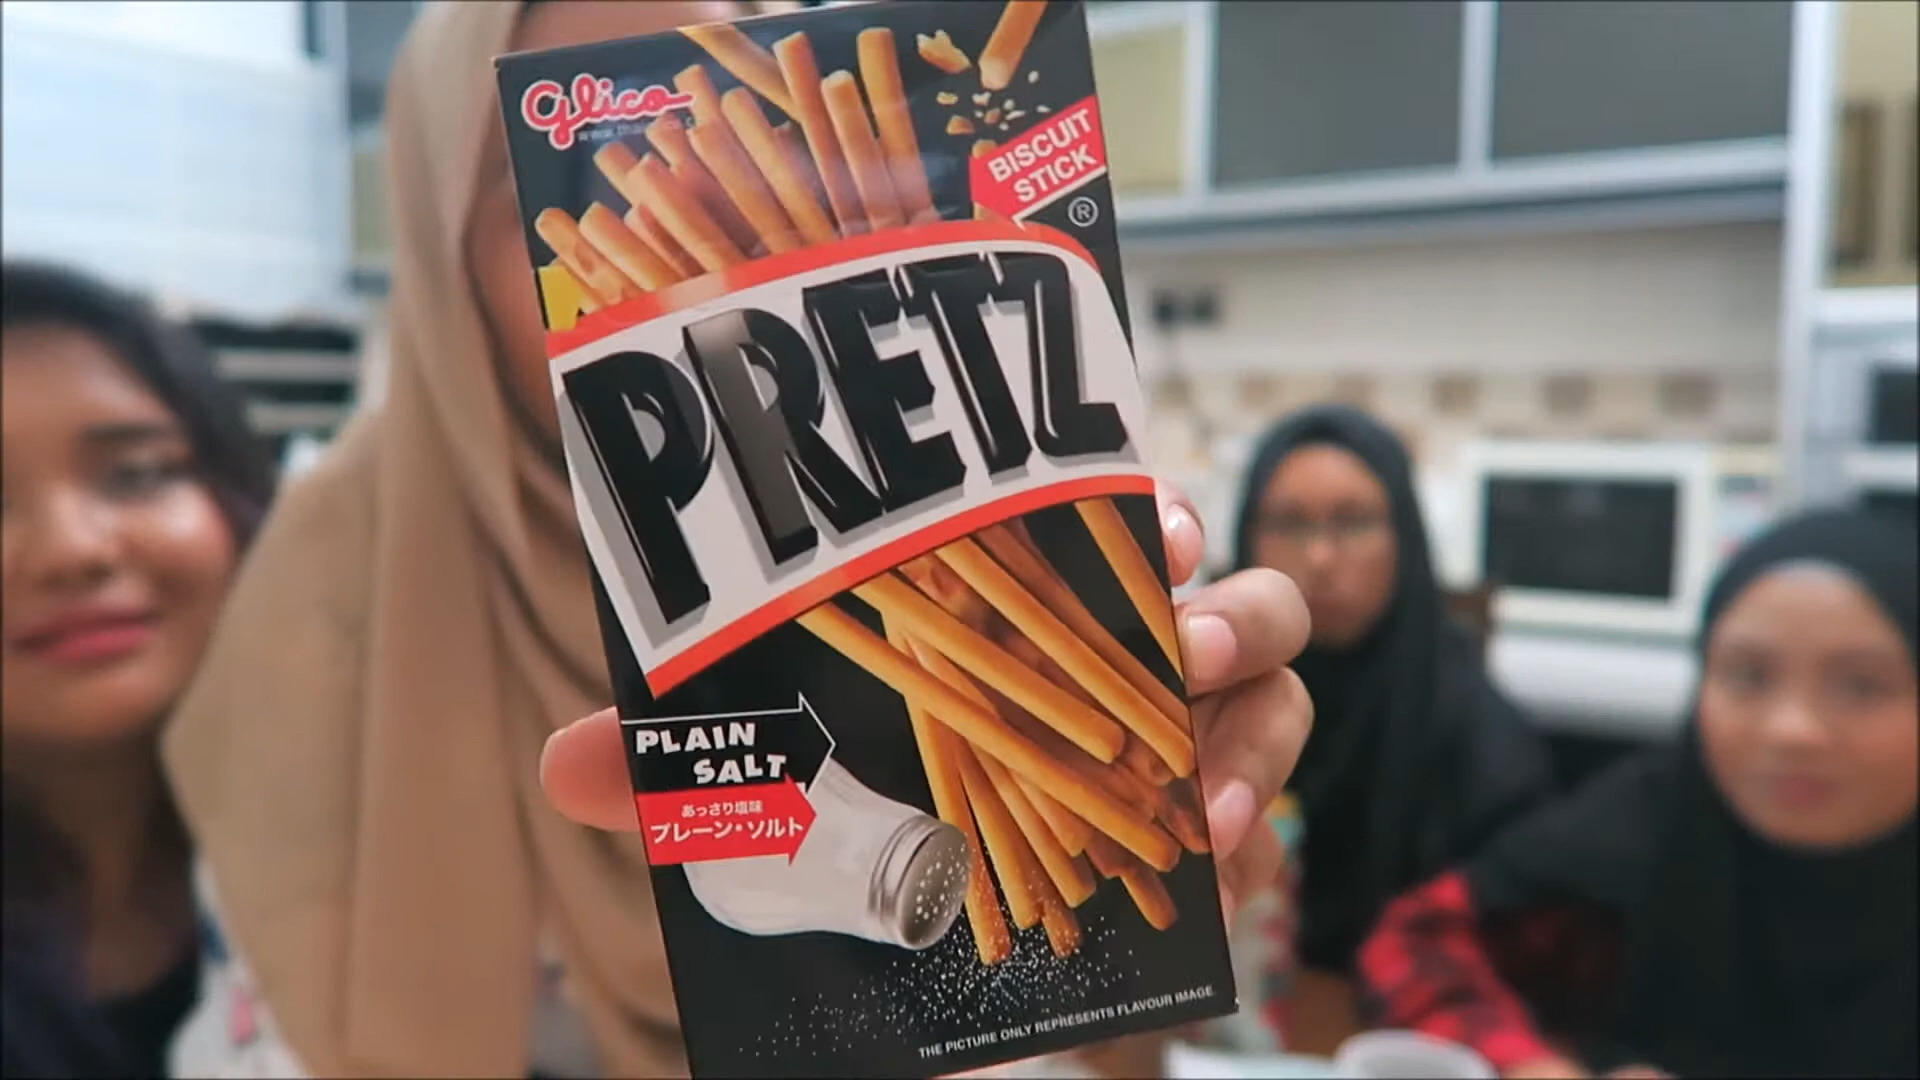 Glico
BISCUIT
STICK
®
PRETZ
PLAIN
SALT
あっさり塩味
プレーン・ソルト
THE PICTURE ONLY REPRESENTS FLAVOUR IMAGE.